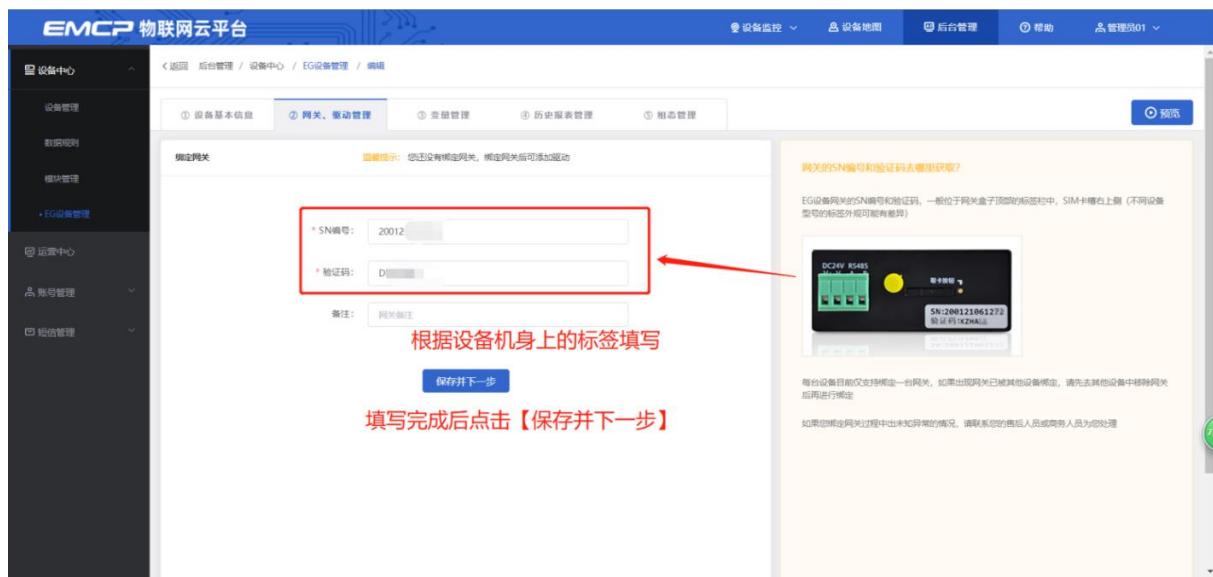 EMCP 物联网云平台
设备监控
设备地图
后台管理
帮助
管理员01
设备中心
设备管理
数据规则
模块管理
• EG设备管理
运营中心
账号管理
短信管理
< 返回 后台管理 / 设备中心 / EG设备管理 / 编辑
① 设备基本信息
② 网关、驱动管理
③ 变量管理
④ 历史报表管理
⑤ 组态管理
预览
绑定网关
温馨提示: 您还没有绑定网关, 绑定网关后可添加驱动
* SN编号: 20012
* 验证码: D
备注: 网关备注
根据设备机身上的标签填写
保存并下一步
填写完成后点击【保存并下一步】
网关的SN编号和验证码去哪里获取?
EG设备网关的SN编号和验证码, 一般位于网关盒子顶部的标签栏中, SIM卡槽右上侧 (不同设备
型号的标签外观可能有差异)
DC24V RS485
V- V+ A B
取卡按钮
SN:200121061272
验证码:KZHA
每台设备目前仅支持绑定一台网关, 如果出现网关已被其他设备绑定, 请先去其他设备中移除网关
后再进行绑定
如果您绑定网关过程中出未知异常的情况, 请联系您的售后人员或商务人员为您处理